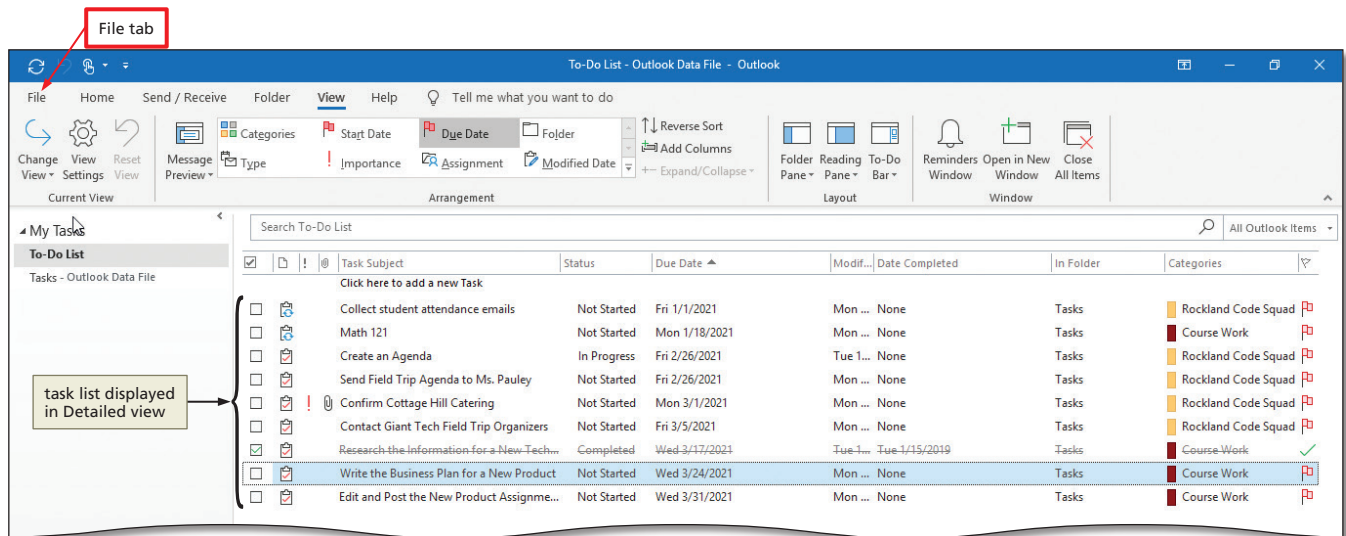 File tab
To-Do List - Outlook Data File - Outlook
File Home Send / Receive Folder View Help Tell me what you want to do
Change View View Settings Reset View Message Preview Categories Start Date Due Date Folder Reverse Sort Folder Pane Reading Pane To-Do Bar Reminders Window Open in New Window Close All Items
Type Importance Assignment Modified Date Add Columns
Expand/Collapse
Current View Arrangement Layout Window
My Tasks Search To-Do List All Outlook Items
To-Do List ! Task Subject Status Due Date Modif... Date Completed In Folder Categories
Tasks - Outlook Data File Click here to add a new Task
Collect student attendance emails Not Started Fri 1/1/2021 Mon ... None Tasks Rockland Code Squad
Math 121 Not Started Mon 1/18/2021 Mon ... None Tasks Course Work
Create an Agenda In Progress Fri 2/26/2021 Tue 1... None Tasks Rockland Code Squad
Send Field Trip Agenda to Ms. Pauley Not Started Fri 2/26/2021 Mon ... None Tasks Rockland Code Squad
! Confirm Cottage Hill Catering Not Started Mon 3/1/2021 Mon ... None Tasks Rockland Code Squad
Contact Giant Tech Field Trip Organizers Not Started Fri 3/5/2021 Mon ... None Tasks Rockland Code Squad
Research the Information for a New Tech... Completed Wed 3/17/2021 Tue 1... Tue 1/15/2019 Tasks Course Work
Write the Business Plan for a New Product Not Started Wed 3/24/2021 Mon ... None Tasks Course Work
Edit and Post the New Product Assignme... Not Started Wed 3/31/2021 Mon ... None Tasks Course Work
task list displayed
in Detailed view